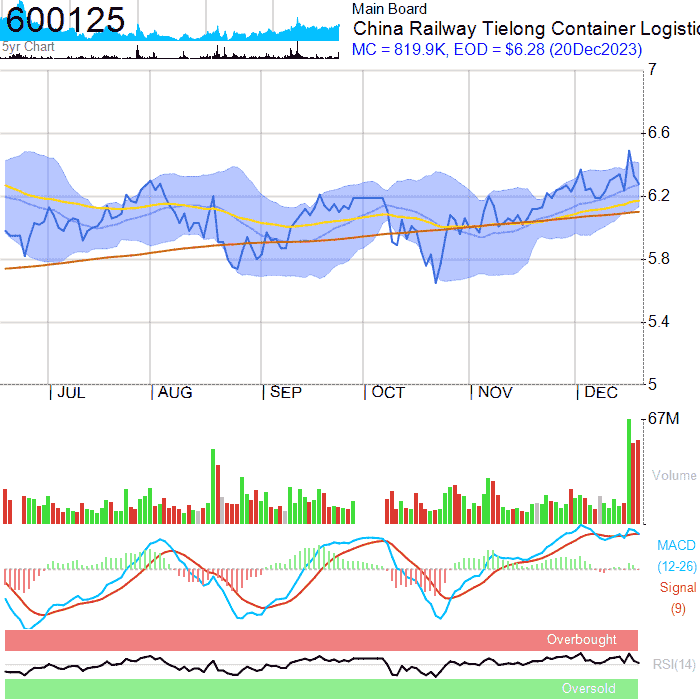 600125
5yr Chart
Main Board
China Railway Tielong Container Logistic
MC = 819.9K, EOD = $6.28 (20Dec2023)
7
6.6
6.2
5.8
5.4
5
JUL
AUG
SEP
OCT
NOV
DEC
67M
Volume
MACD
(12-26)
Signal
(9)
Overbought
RSI(14)
Oversold